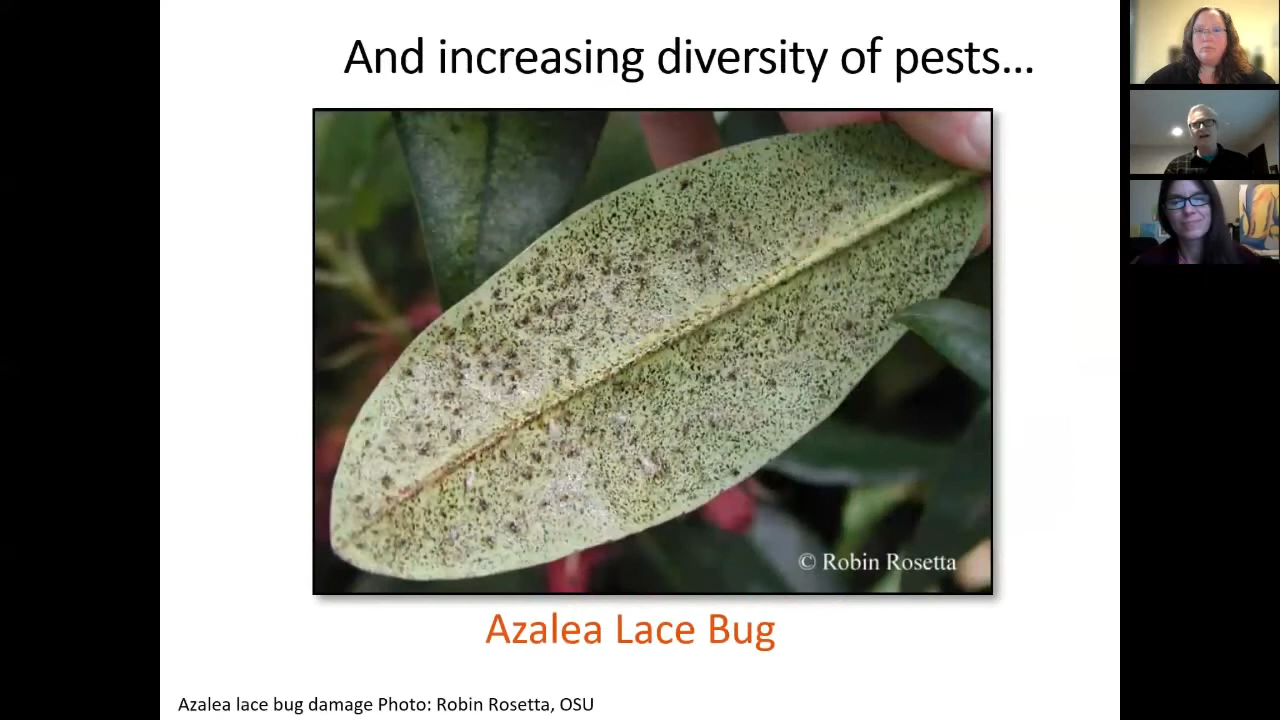 And increasing diversity of pests...
© Robin Rosetta
Azalea Lace Bug
Azalea lace bug damage Photo: Robin Rosetta, OSU